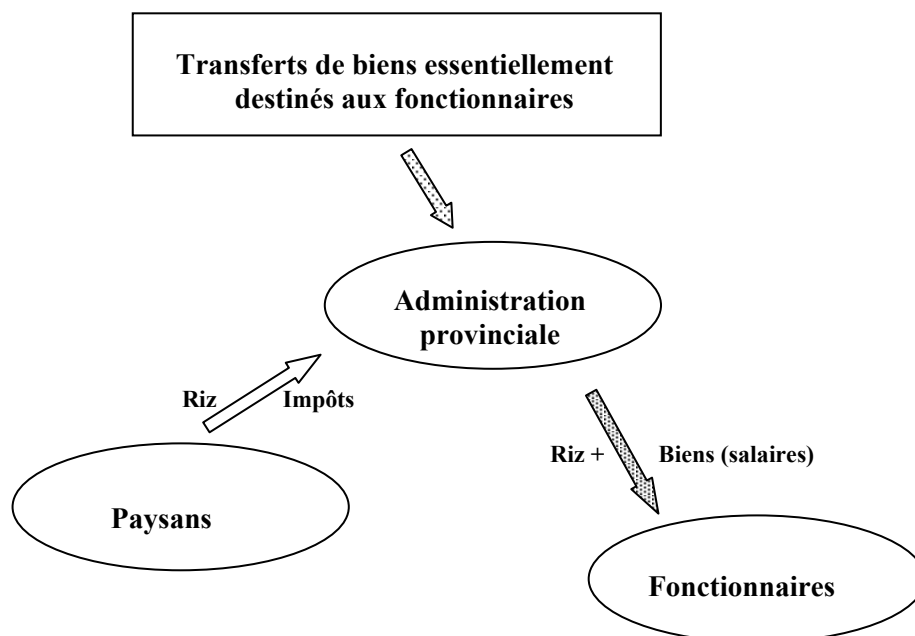 Transferts de biens essentiellement
destinés aux fonctionnaires
Administration
provinciale
Riz Impôts
Riz + Biens (salaires)
Paysans
Fonctionnaires